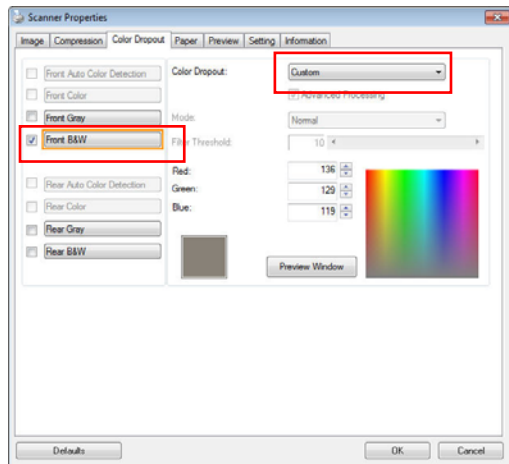 Scanner Properties
Image Compression Color Dropout Paper Preview Setting Information
Front Auto Color Detection
Front Color
Front Gray
Front B&W
Rear Auto Color Detection
Rear Color
Rear Gray
Rear B&W
Color Dropout: Custom
Advanced Processing
Mode: Normal
Filter Threshold: 10
Red: 136
Green: 129
Blue: 119
Preview Window
Defaults OK Cancel